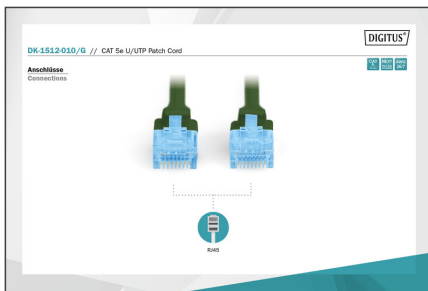 DIGITUS®
DK-1512-010/G // CAT 5e U/UTP Patch Cord
Anschlüsse
Connections
RJ45